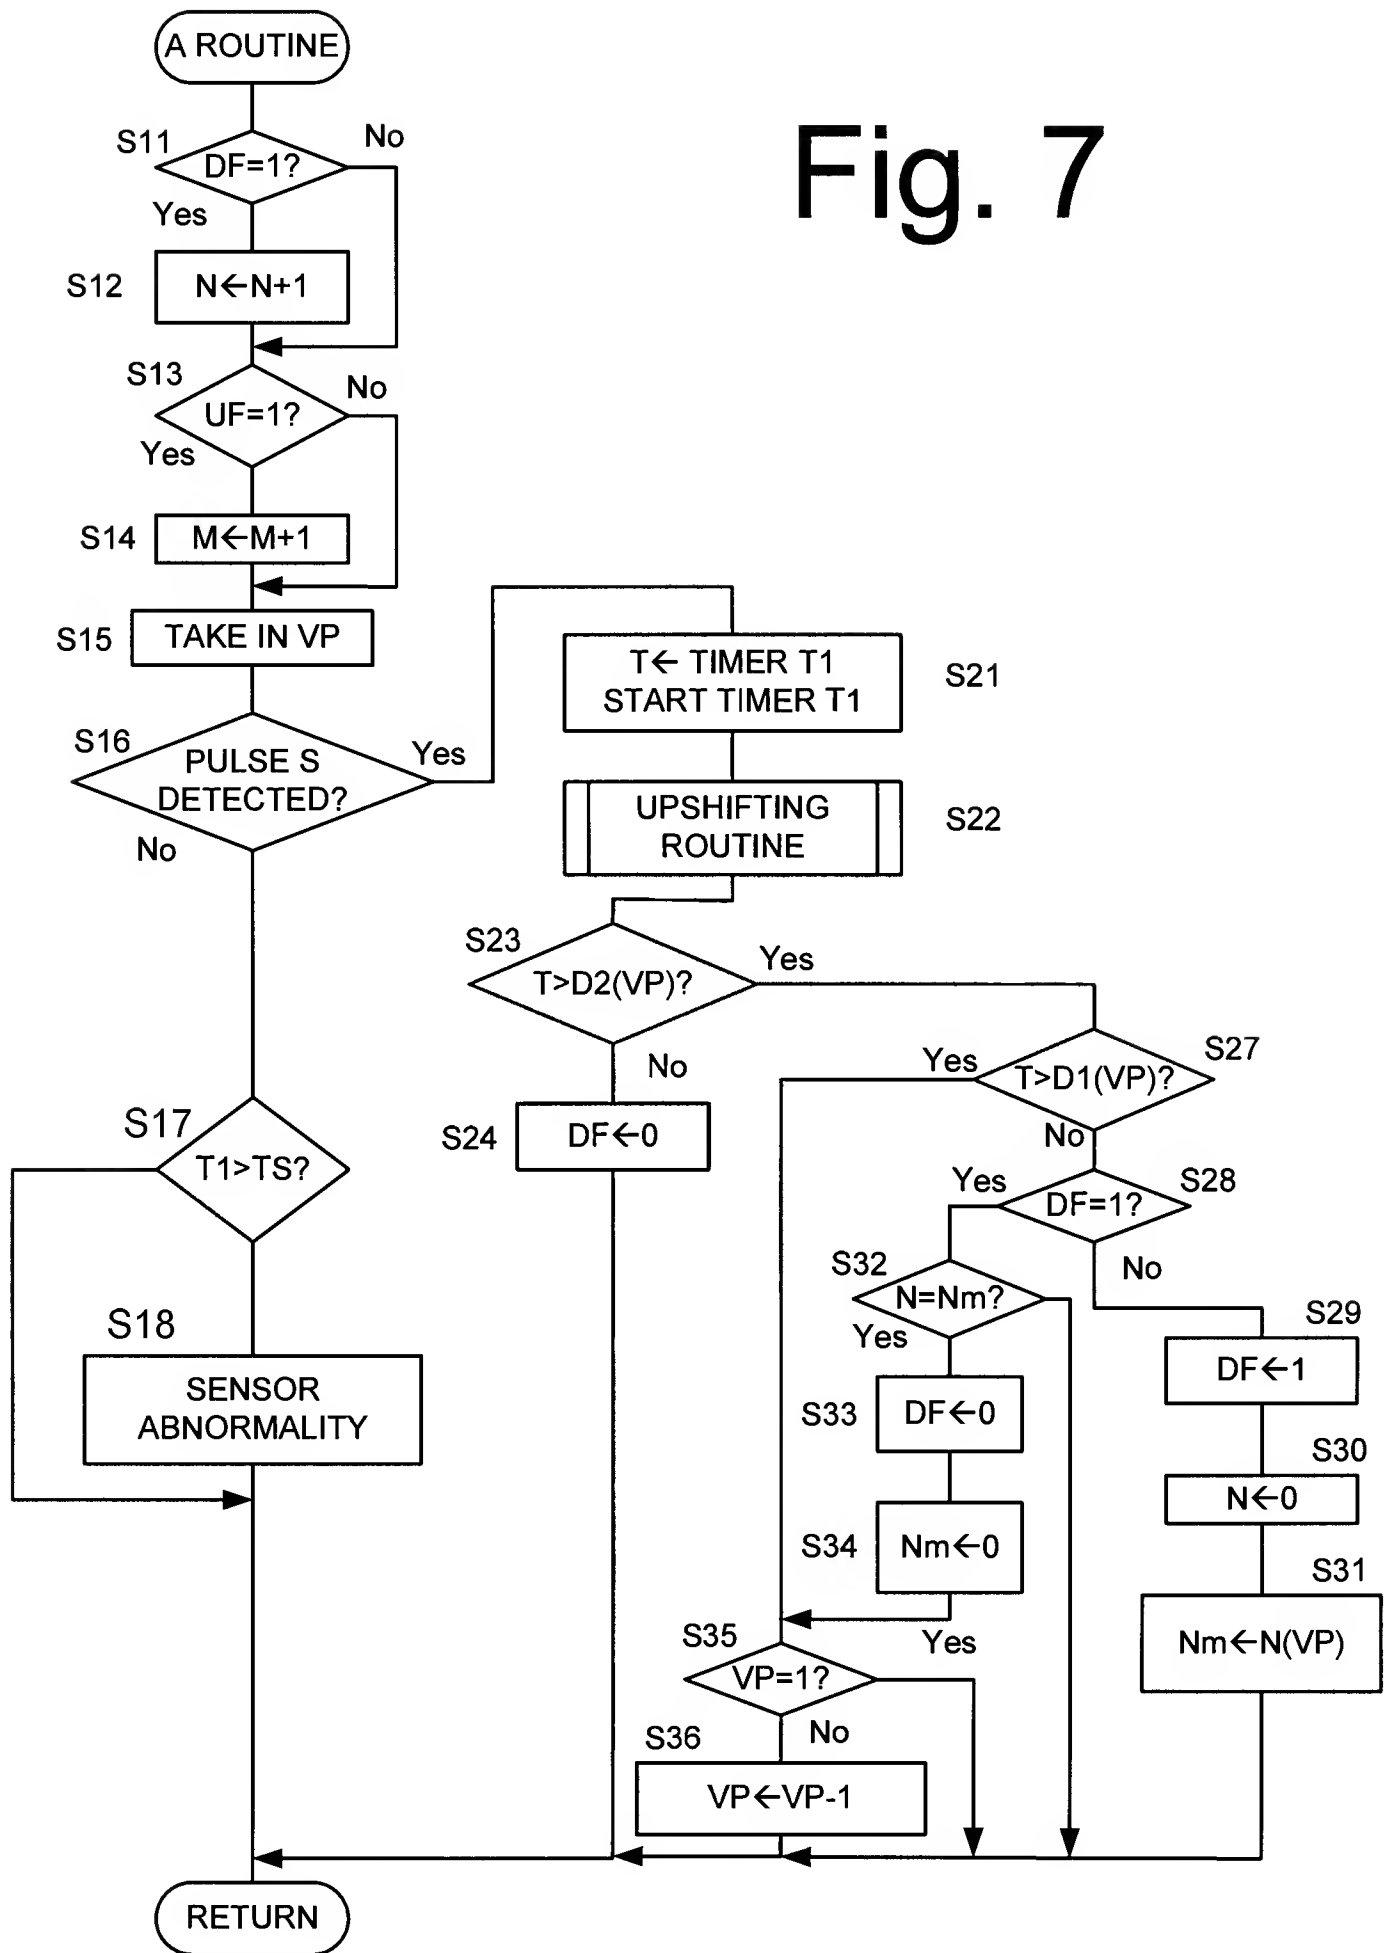 Fig. 7
A ROUTINE
S11
DF=1?
No
Yes
S12
N←N+1
S13
UF=1?
No
Yes
S14
M←M+1
S15
TAKE IN VP
S16
PULSE S
DETECTED?
Yes
No
S17
T1>TS?
S18
SENSOR
ABNORMALITY
T← TIMER T1
START TIMER T1
S21
UPSHIFTING
ROUTINE
S22
S23
T>D2(VP)?
Yes
No
S24
DF←0
S27
T>D1(VP)?
Yes
No
S28
DF=1?
Yes
No
S32
N=Nm?
Yes
S33
DF←0
S34
Nm←0
S29
DF←1
S30
N←0
S31
Nm←N(VP)
S35
VP=1?
Yes
No
S36
VP←VP-1
RETURN